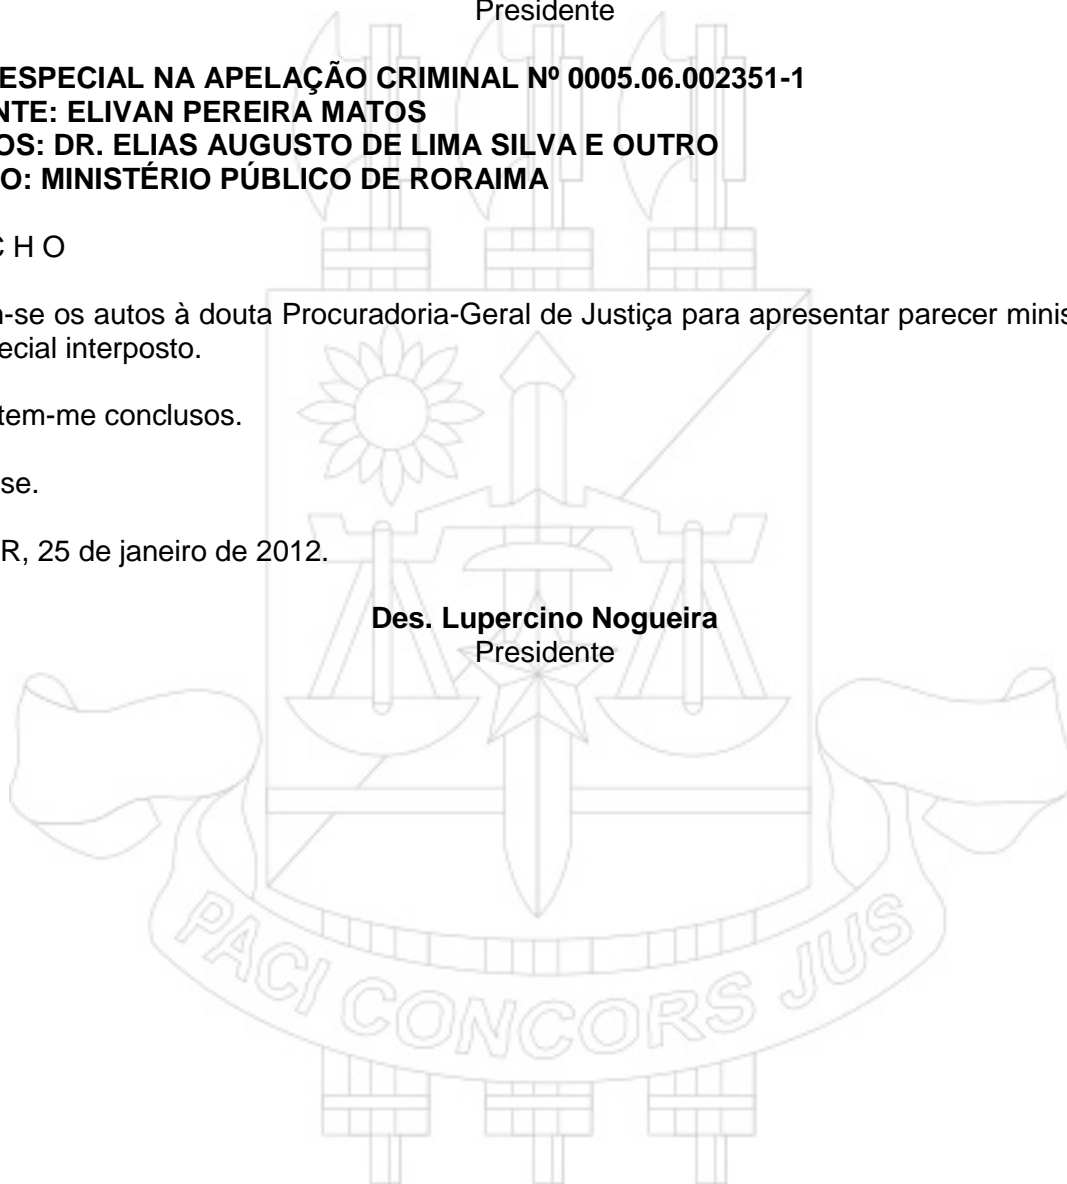 Presidente
ESPECIAL NA APELAÇÃO CRIMINAL Nº 0005.06.002351-1
NTE: ELIVAN PEREIRA MATOS
OS: DR. ELIAS AUGUSTO DE LIMA SILVA E OUTRO
O: MINISTÉRIO PÚBLICO DE RORAIMA
C H O
-se os autos à douta Procuradoria-Geral de Justiça para apresentar parecer minis
ecial interposto.
tem-me conclusos.
se.
R, 25 de janeiro de 2012.
Des. Lupercino Nogueira
Presidente
PACI CONCORS JUS